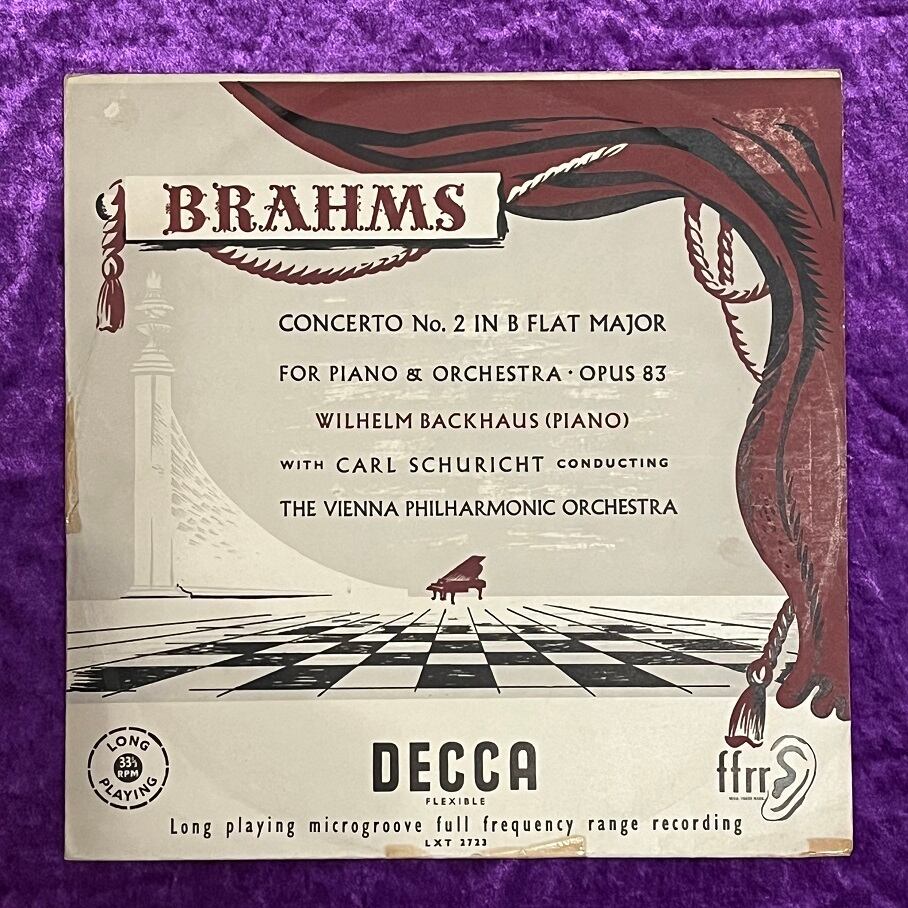 BRAHMS
CONCERTO No. 2 IN B FLAT MAJOR
FOR PIANO & ORCHESTRA · OPUS 83
WILHELM BACKHAUS (PIANO)
WITH CARL SCHURICHT CONDUCTING
THE VIENNA PHILHARMONIC ORCHESTRA
LONG
33⅓
RPM
PLAYING
DECCA
FLEXIBLE
ffrr
Long playing microgroove full frequency range recording
LXT 2723